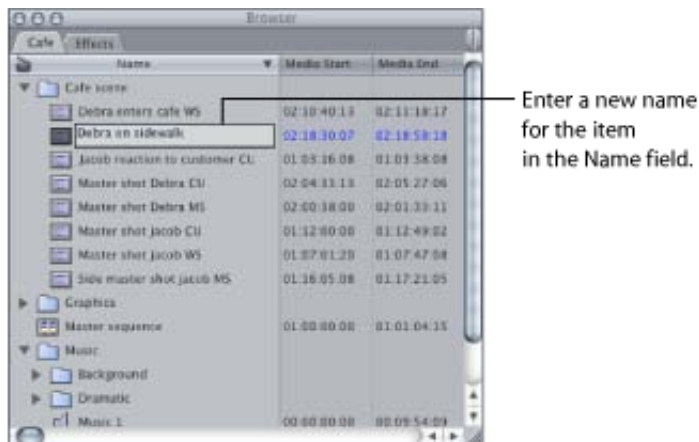 Browser
Cafe Effects
Name Media Start Media End
Cafe scene
Debra enters cafe WS 02:10:40:13 02:11:18:17
Debra on sidewalk 02:18:30:07 02:18:58:18
Jacob reaction to customer CU 01:03:16:08 01:03:38:08
Master shot Debra CU 02:04:33:13 02:05:27:06
Master shot Debra MS 02:00:38:00 02:01:33:11
Master shot Jacob CU 01:12:00:00 01:12:49:02
Master shot Jacob WS 01:07:01:20 01:07:47:08
Side master shot Jacob MS 01:16:05:08 01:17:21:05
Graphics
Master sequence 01:00:00:00 01:01:04:15
Music
Background
Dramatic
Music 1 00:00:00:00 00:09:54:09
Enter a new name
for the item
in the Name field.